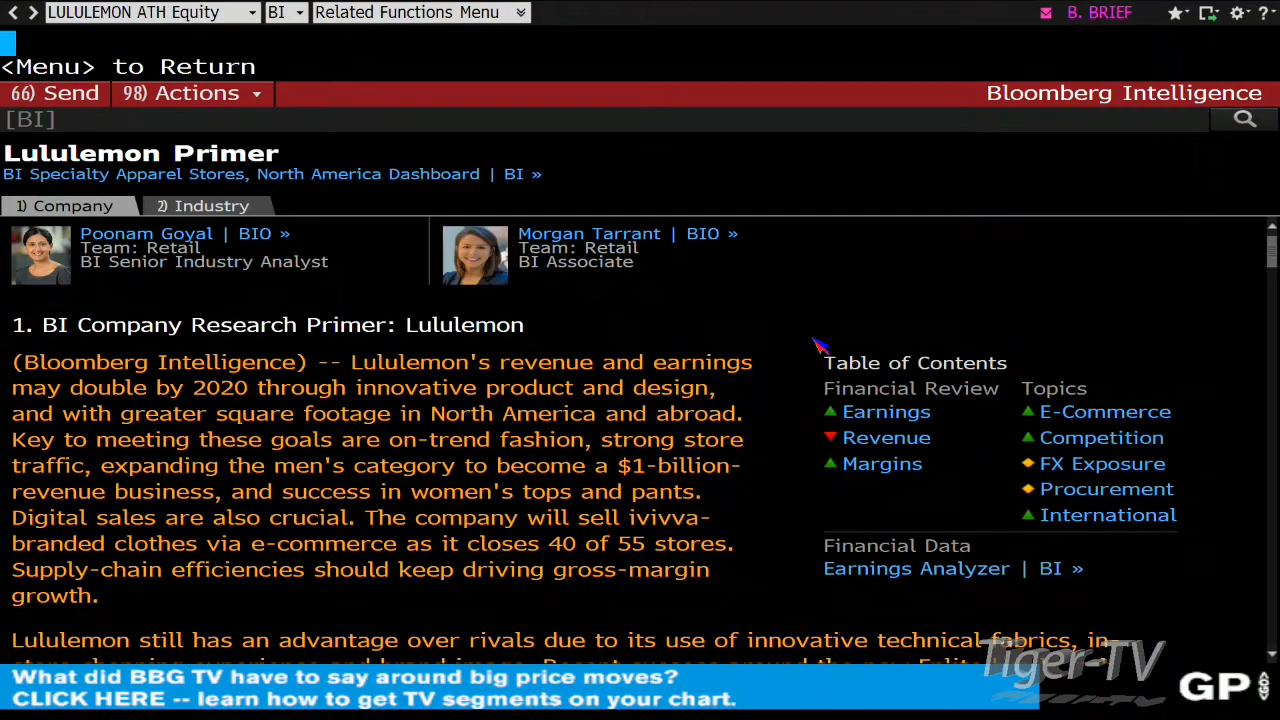 LULULEMON ATH Equity BI Related Functions Menu B. BRIEF ?
<Menu> to Return
66) Send 98) Actions Bloomberg Intelligence
[BI]
Lululemon Primer
BI Specialty Apparel Stores, North America Dashboard | BI »
1) Company 2) Industry
Poonam Goyal | BIO »
Team: Retail
BI Senior Industry Analyst
Morgan Tarrant | BIO »
Team: Retail
BI Associate
1. BI Company Research Primer: Lululemon
(Bloomberg Intelligence) -- Lululemon's revenue and earnings
may double by 2020 through innovative product and design,
and with greater square footage in North America and abroad.
Key to meeting these goals are on-trend fashion, strong store
traffic, expanding the men's category to become a $1-billion-
revenue business, and success in women's tops and pants.
Digital sales are also crucial. The company will sell ivivva-
branded clothes via e-commerce as it closes 40 of 55 stores.
Supply-chain efficiencies should keep driving gross-margin
growth.
Table of Contents
Financial Review Topics
Earnings E-Commerce
Revenue Competition
Margins FX Exposure
Procurement
International
Financial Data
Earnings Analyzer | BI »
Lululemon still has an advantage over rivals due to its use of innovative technical fabrics, in-
Tiger-TV
What did BBG TV have to say around big price moves?
CLICK HERE -- learn how to get TV segments on your chart.
GP